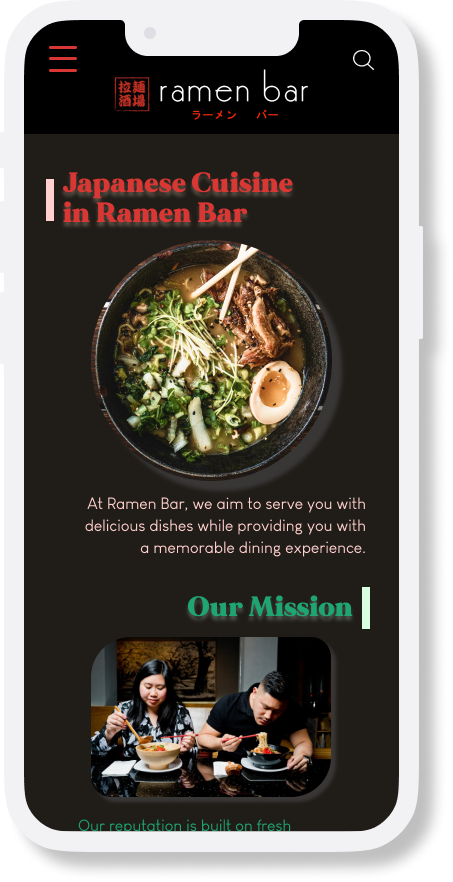 拉麺
酒場
ramen bar
ラーメン バー
Japanese Cuisine
in Ramen Bar
At Ramen Bar, we aim to serve you with
delicious dishes while providing you with
a memorable dining experience.
Our Mission
Our reputation is built on fresh